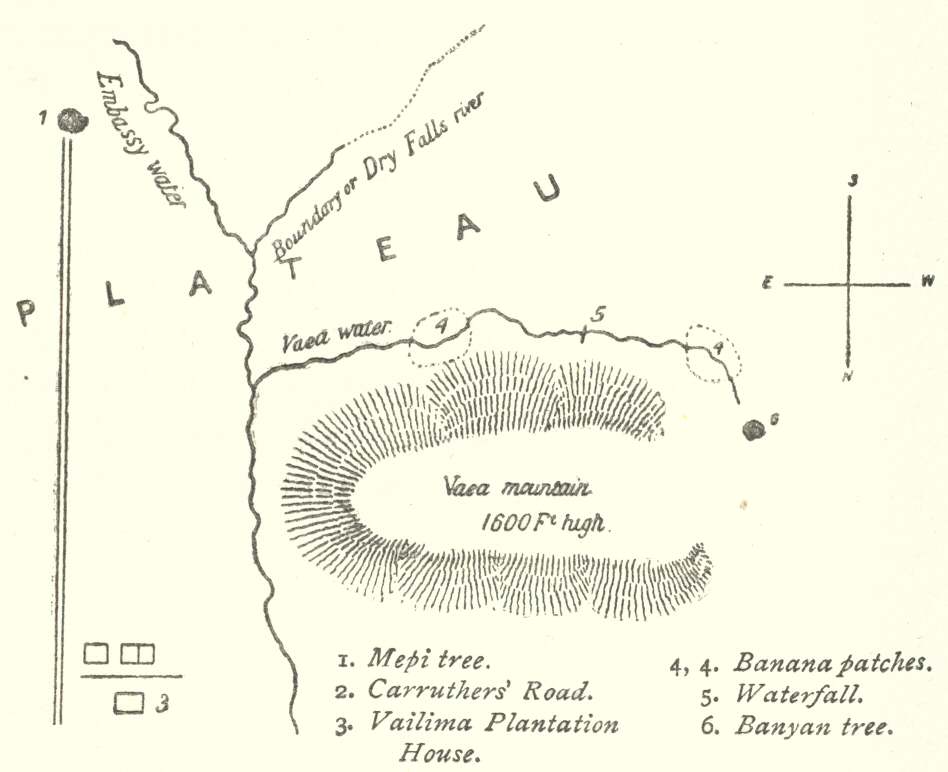 1
Embassy water
Boundary or Dry Falls river
PLATEAU
3
E
W
N
Vaea water.
4
5
4
6
Vaea mountain
1600 Ft high.
3
1. Mepi tree.
2. Carruthers' Road.
3. Vailima Plantation
House.
4, 4. Banana patches.
5. Waterfall.
6. Banyan tree.